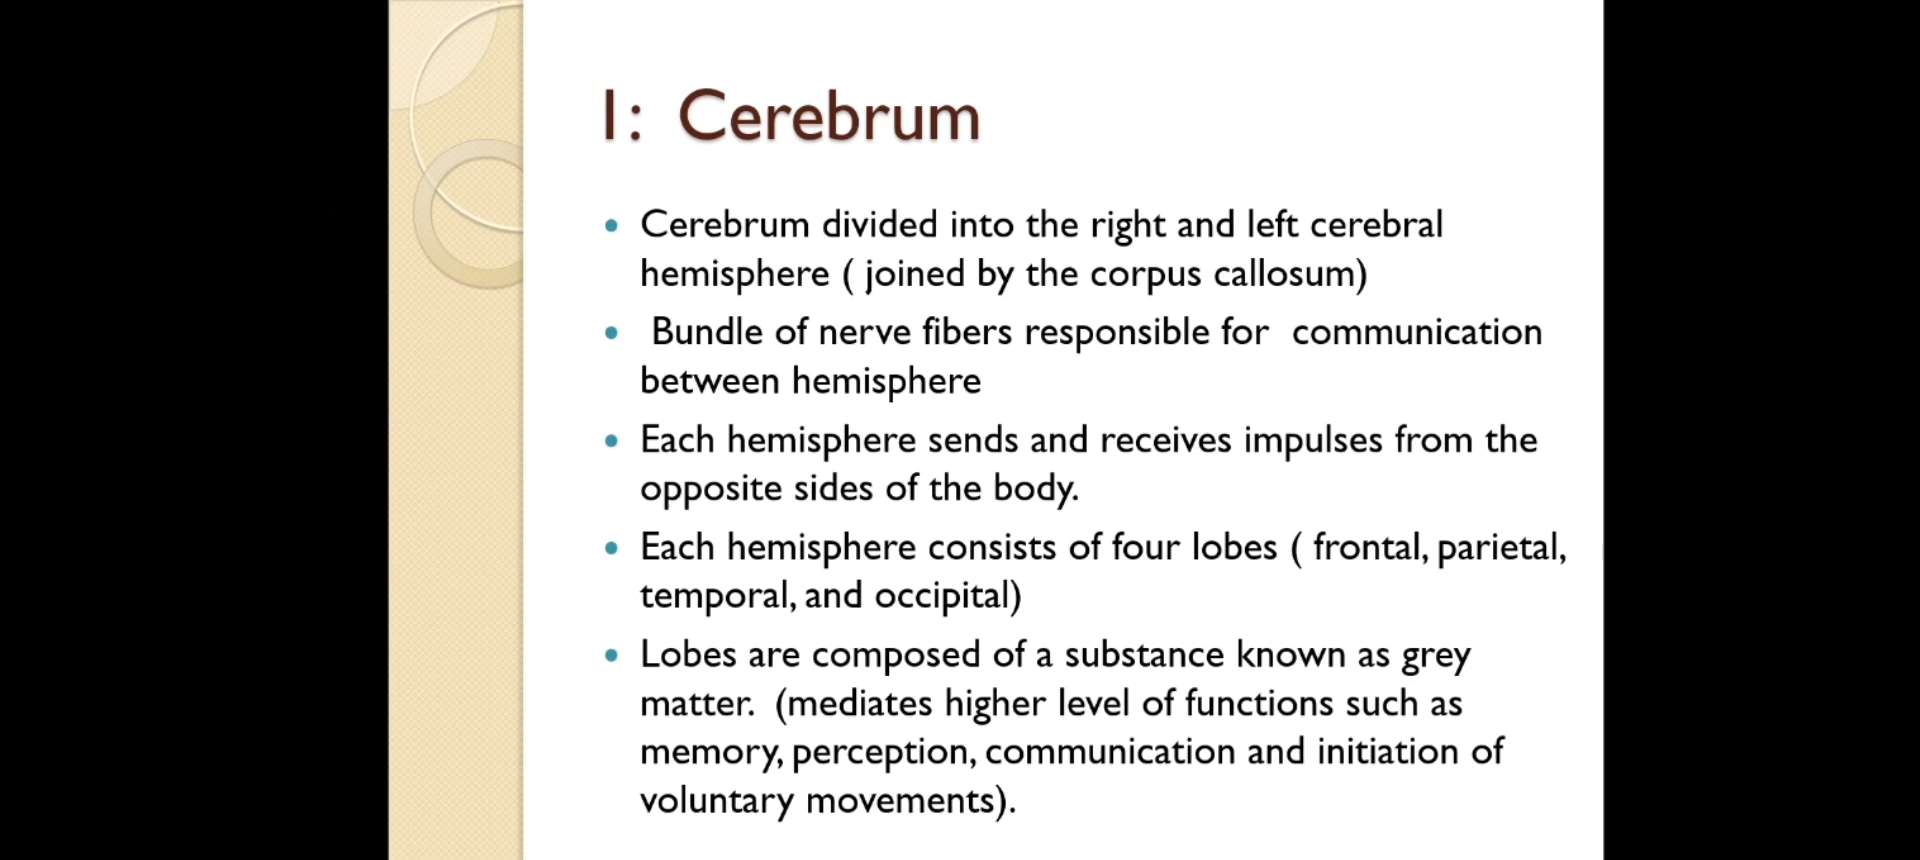 1: Cerebrum
• Cerebrum divided into the right and left cerebral
hemisphere ( joined by the corpus callosum)
• Bundle of nerve fibers responsible for communication
between hemisphere
• Each hemisphere sends and receives impulses from the
opposite sides of the body.
• Each hemisphere consists of four lobes ( frontal, parietal,
temporal, and occipital)
• Lobes are composed of a substance known as grey
matter. (mediates higher level of functions such as
memory, perception, communication and initiation of
voluntary movements).